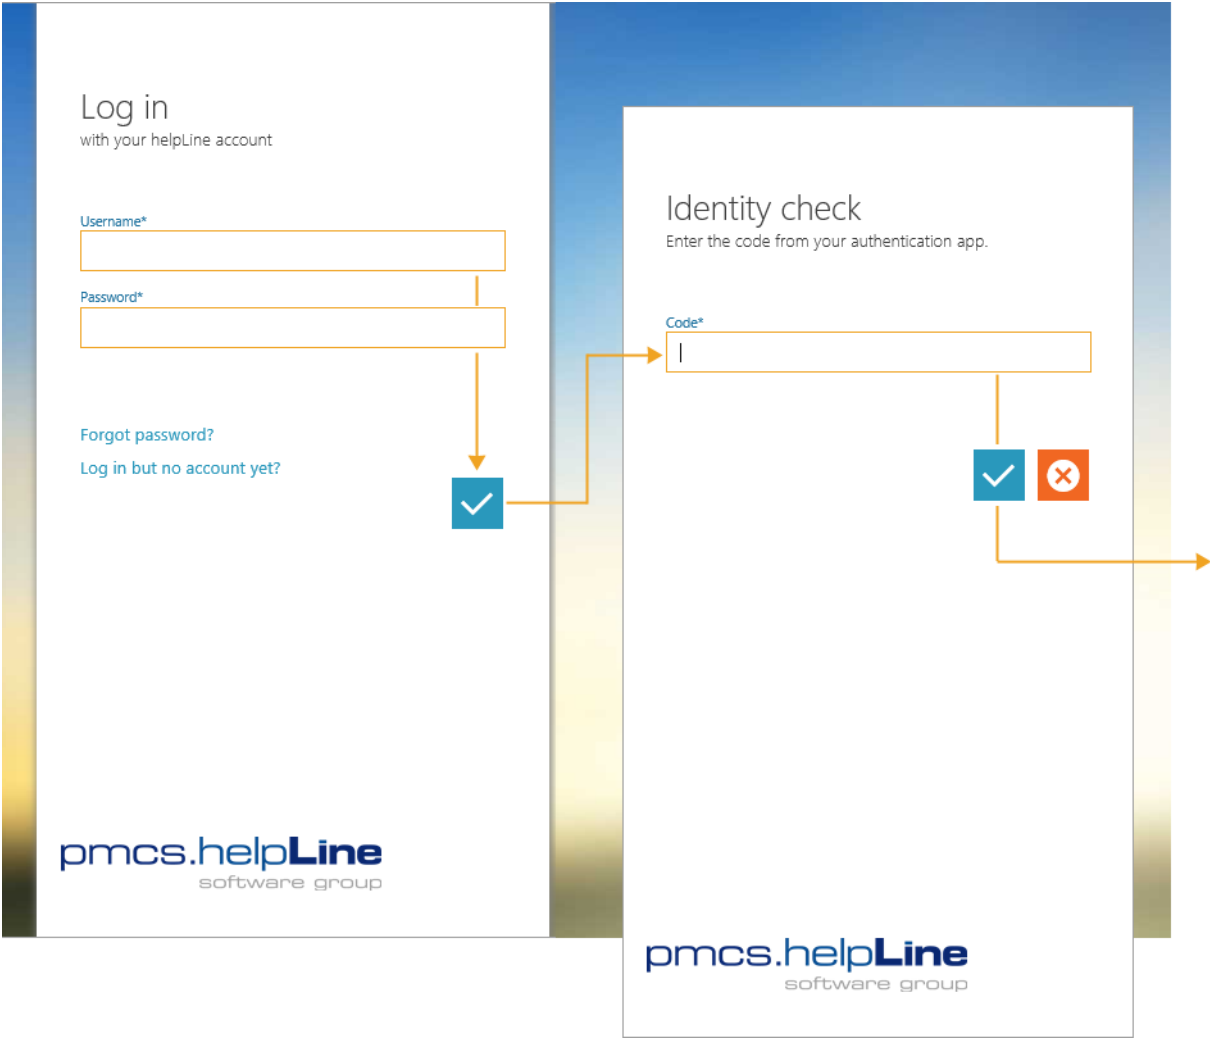 Log in
with your helpLine account
Username*
Password*
Forgot password?
Log in but no account yet?
pmcs.helpLine
software group
Identity check
Enter the code from your authentication app.
Code*
pmcs.helpLine
software group